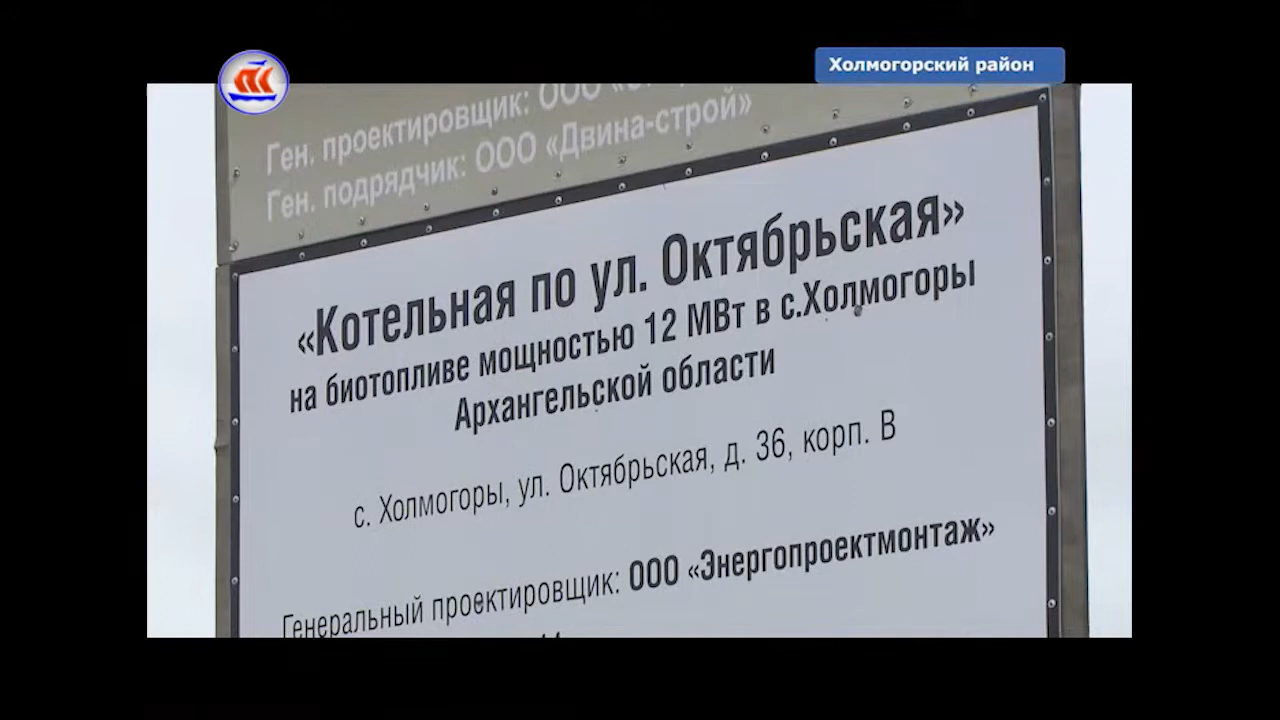 Холмогорский район
Ген. проектировщик: ООО
Ген. подрядчик: ООО «Двина-строй»
«Котельная по ул. Октябрьская»
на биотопливе мощностью 12 МВт в с.Холмогоры
Архангельской области
с. Холмогоры, ул. Октябрьская, д. 36, корп. В
Генеральный проектировщик: ООО «Энергопроектмонтаж»